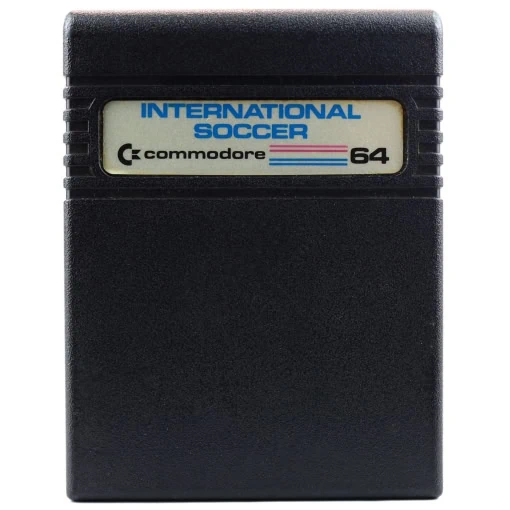 INTERNATIONAL
SOCCER
commodore 64